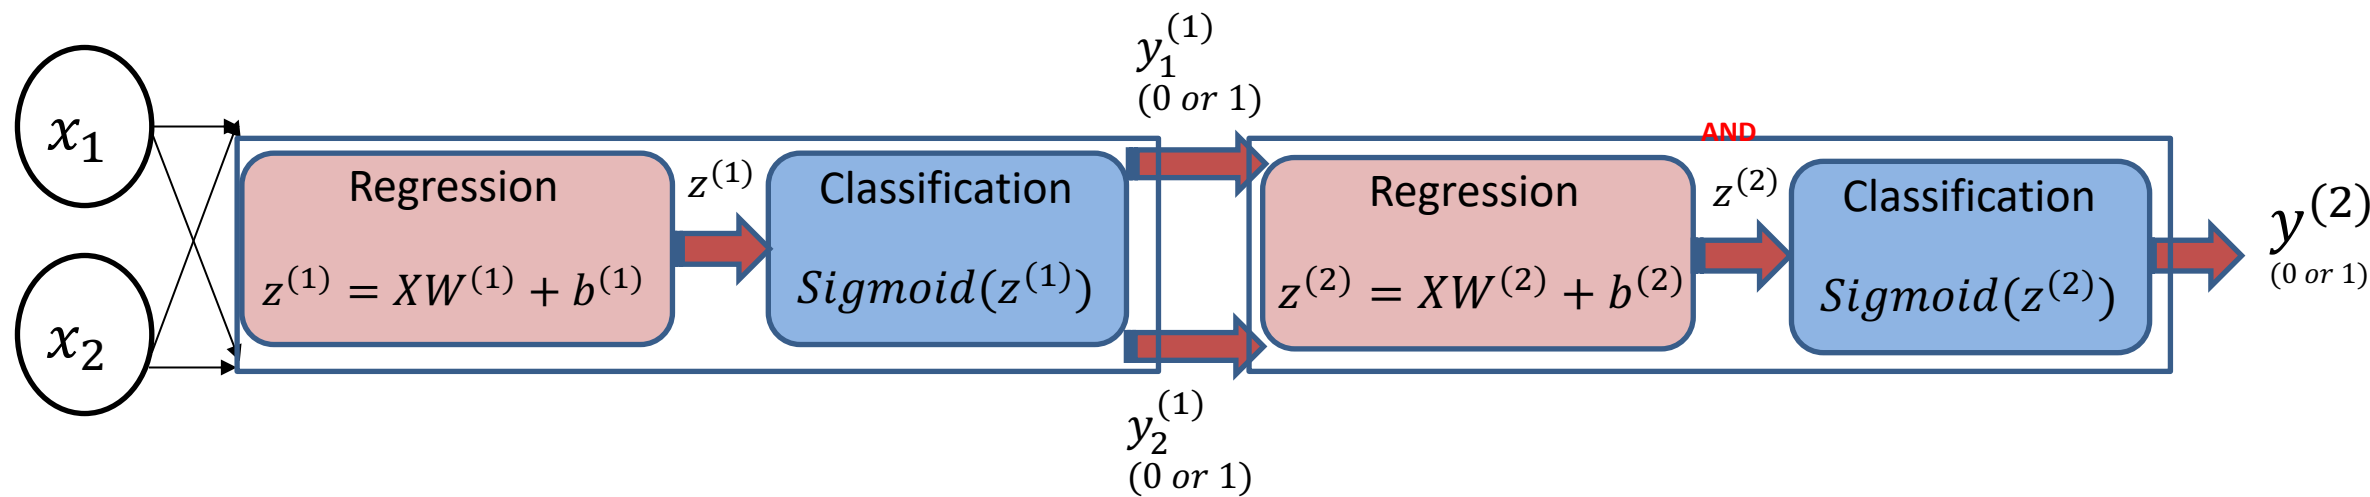 x₁
x₂
Regression
z⁽¹⁾ = XW⁽¹⁾ + b⁽¹⁾
z⁽¹⁾
Classification
Sigmoid(z⁽¹⁾)
y₁⁽¹⁾
(0 or 1)
y₂⁽¹⁾
(0 or 1)
AND
Regression
z⁽²⁾ = XW⁽²⁾ + b⁽²⁾
z⁽²⁾
Classification
Sigmoid(z⁽²⁾)
y⁽²⁾
(0 or 1)